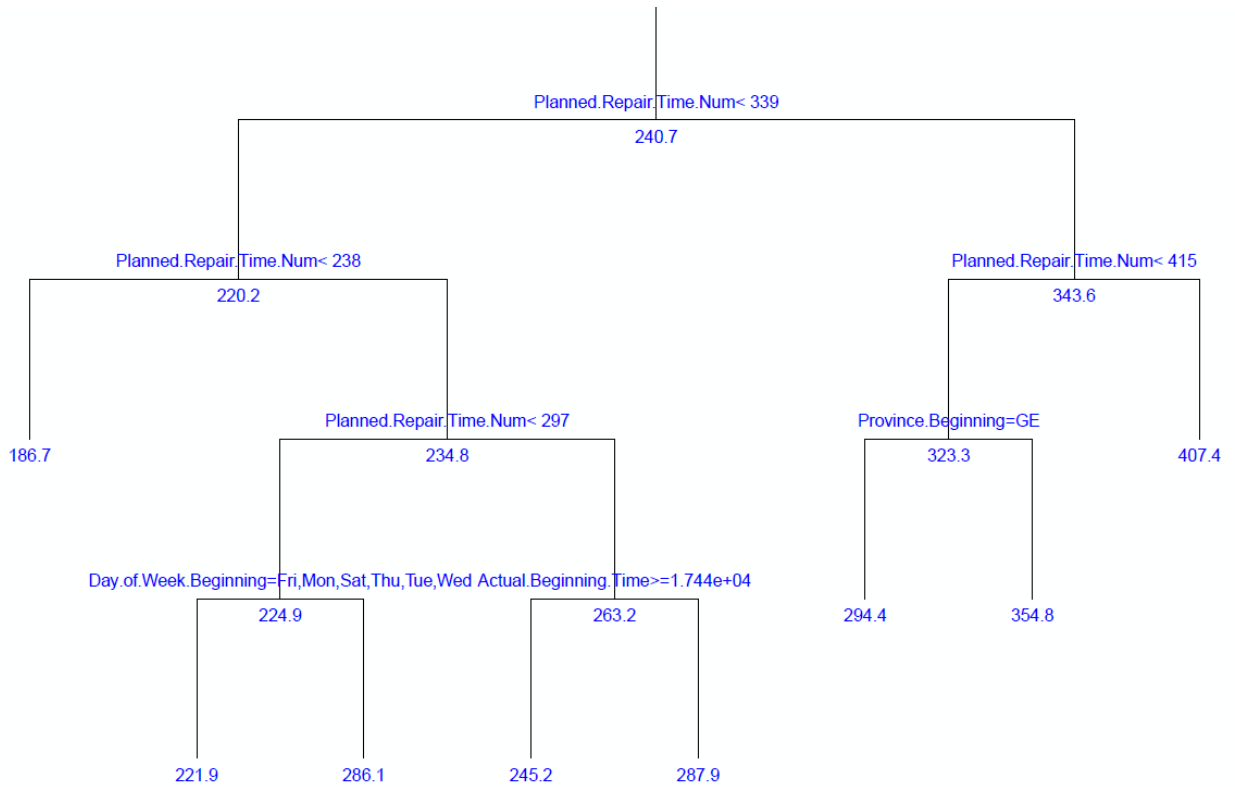 Planned.Repair.Time.Num< 339
240.7
Planned.Repair.Time.Num< 238
Planned.Repair.Time.Num< 415
220.2
343.6
Planned.Repair.Time.Num< 297
Province.Beginning=GE
186.7
234.8
323.3
407.4
Day.of.Week.Beginning=Fri,Mon,Sat,Thu,Tue,Wed
Actual.Beginning.Time>=1.744e+04
224.9
263.2
294.4
354.8
221.9
286.1
245.2
287.9